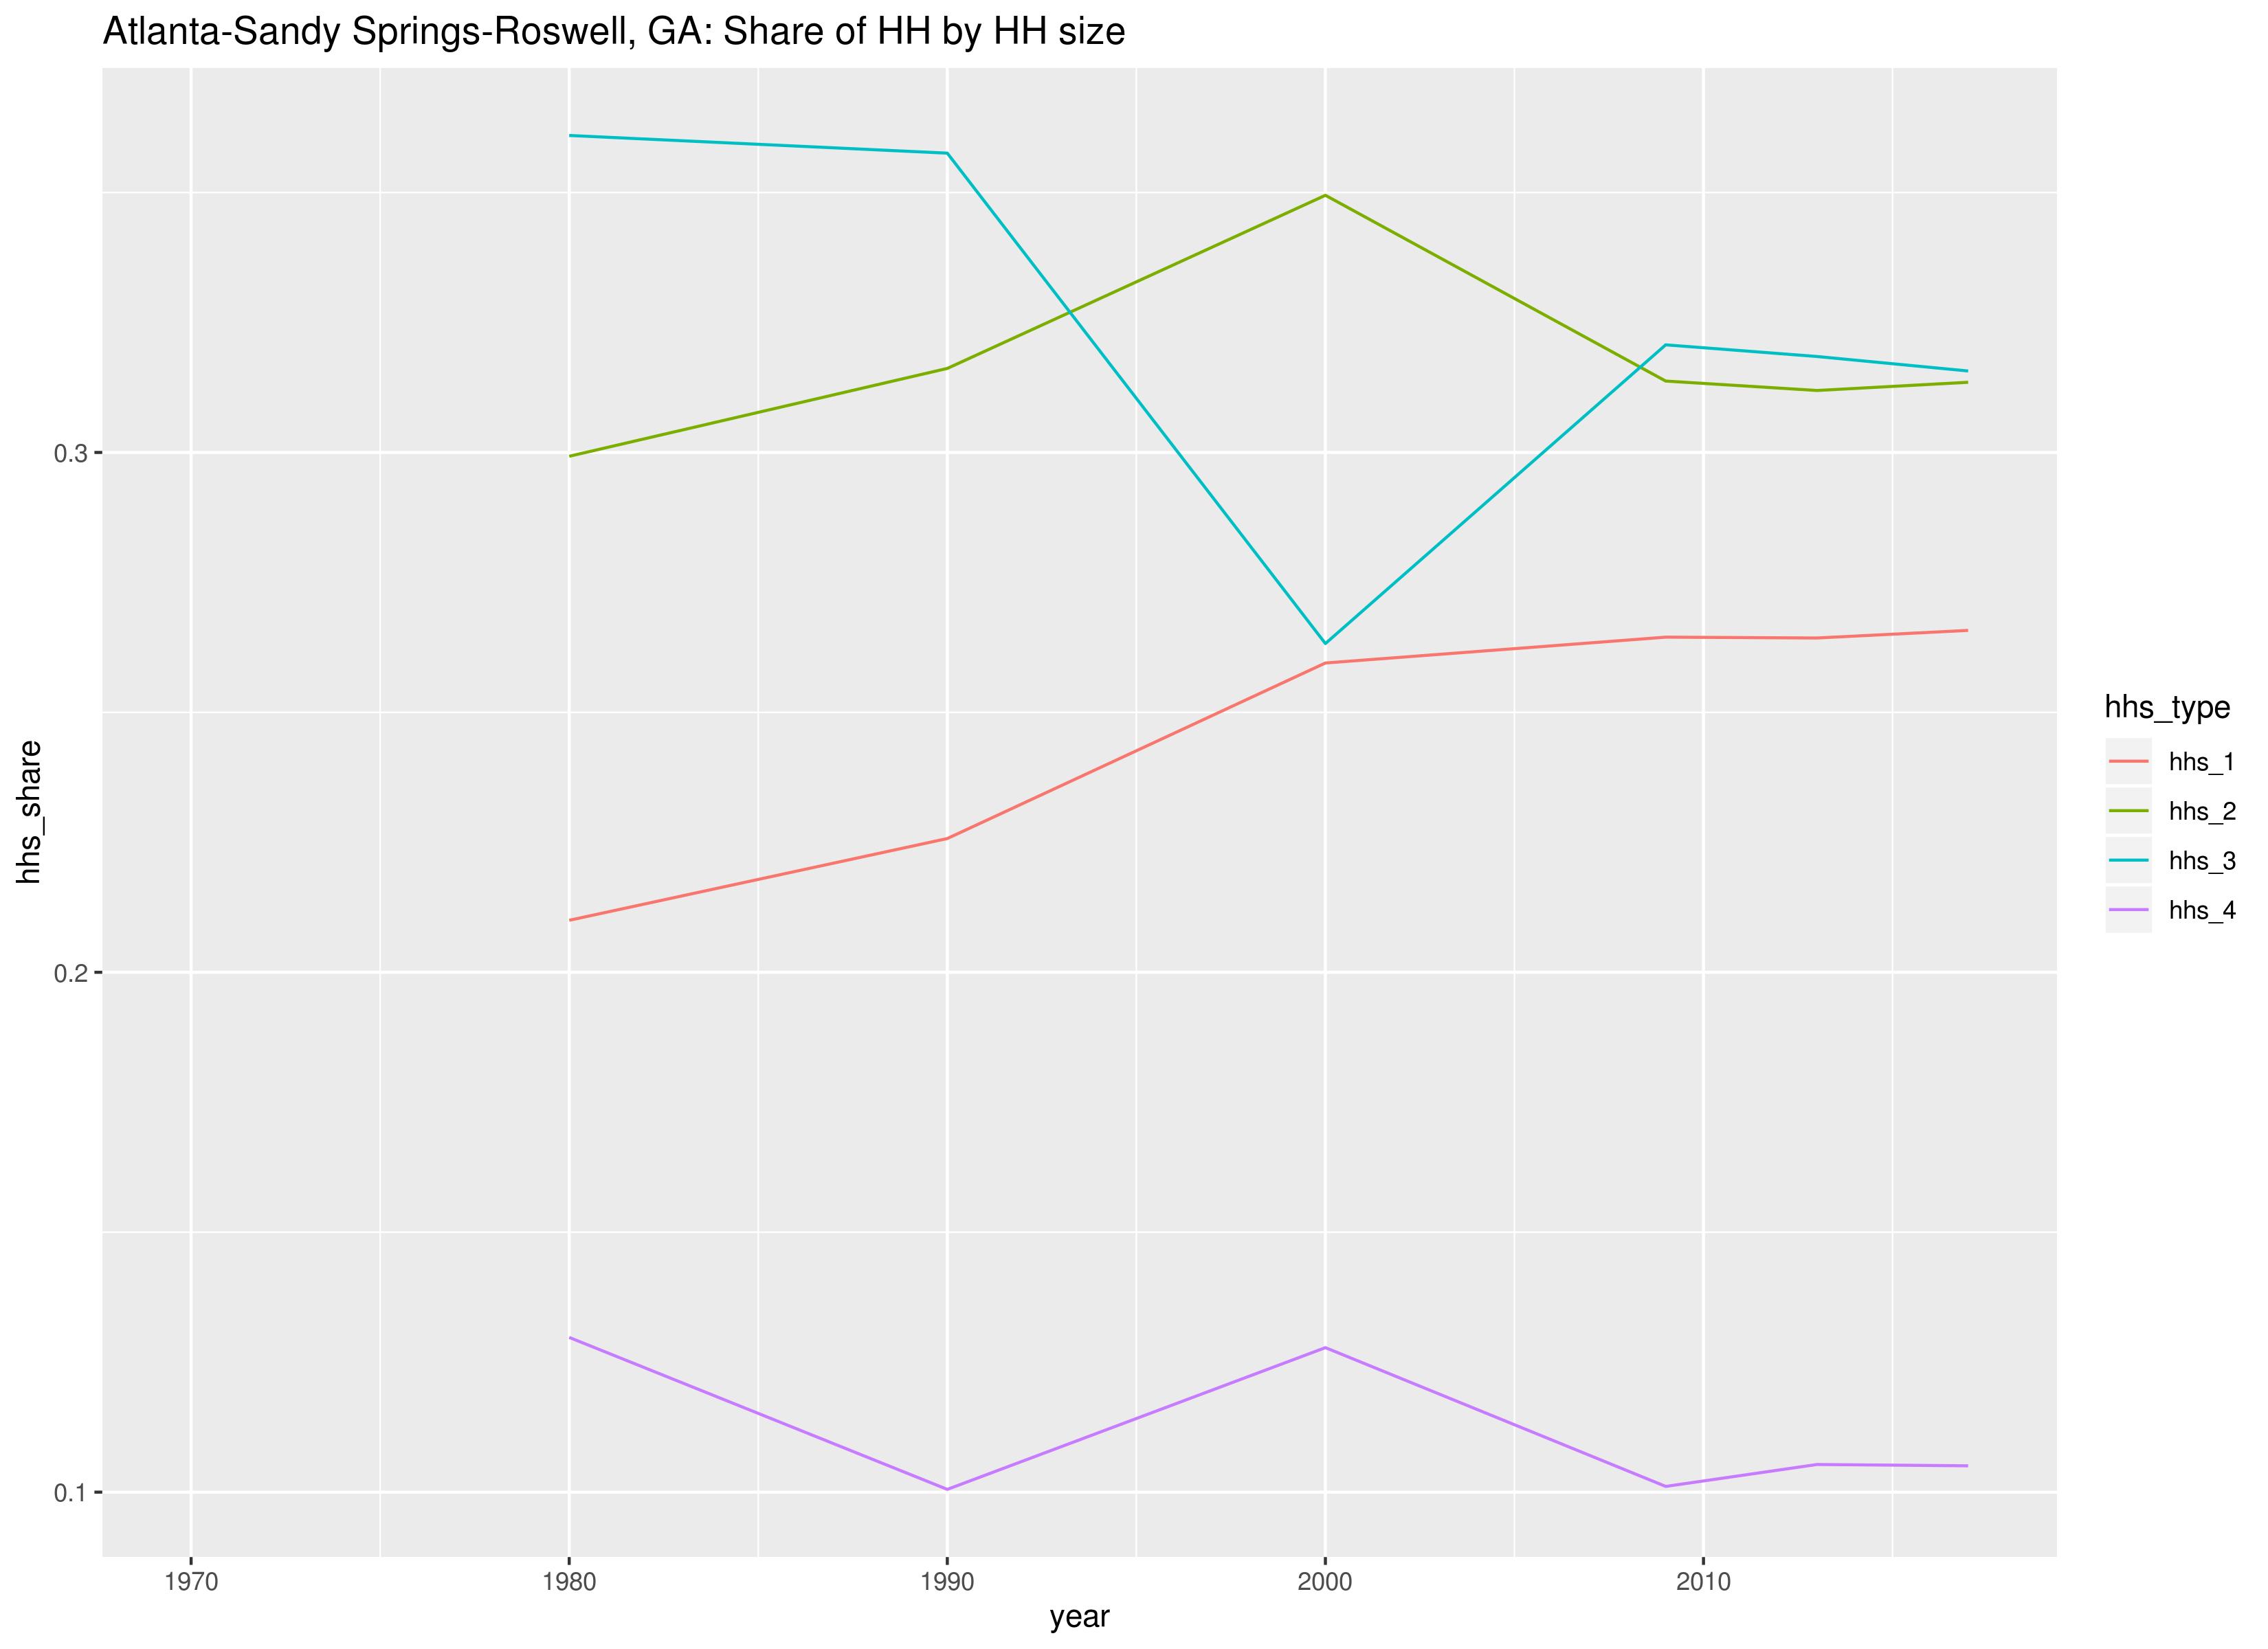 Atlanta-Sandy Springs-Roswell, GA: Share of HH by HH size
hhs_share
0.3
0.2
0.1
1970 1980 1990 2000 2010
year
hhs_type
hhs_1
hhs_2
hhs_3
hhs_4